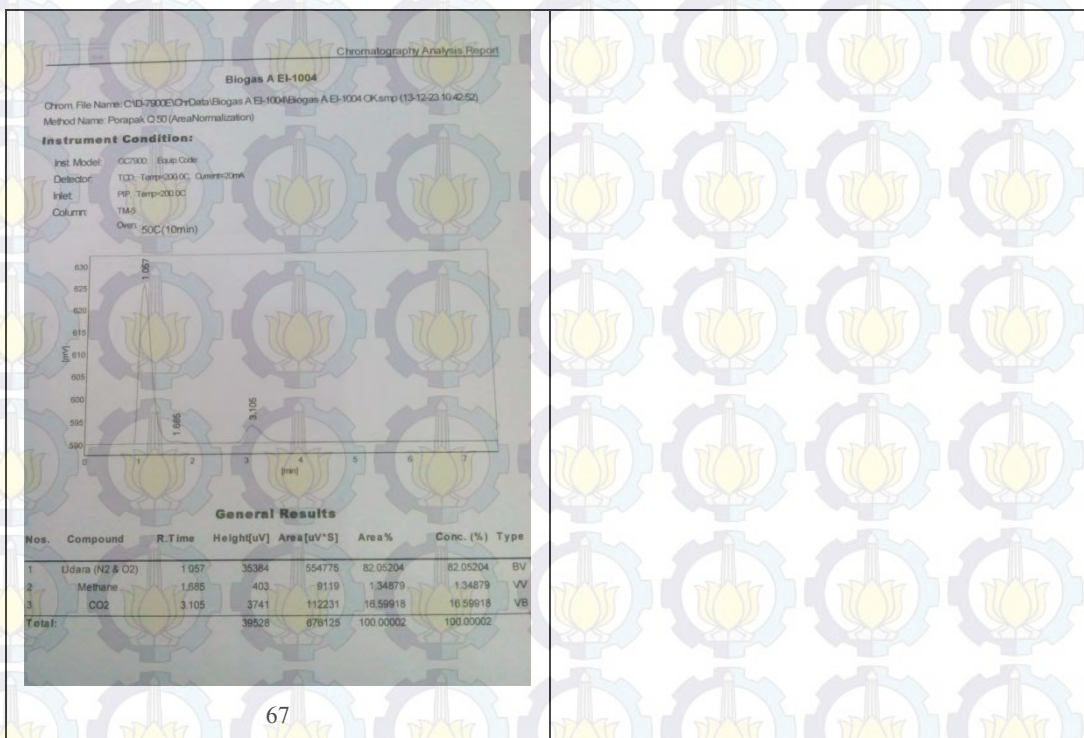 Chromatography Analysis Report
Biogas A EI-1004
Chrom. File Name: C:\D-7900E\ChrData\Biogas A EI-1004\Biogas A EI-1004 OK.smp (13-12-23 10:42:52)
Method Name: Porapak Q 50 (AreaNormalization)
Instrument Condition:
Inst. Model: GC7900 Equip.Code:
Detector: TCD, Temp=200.0C, Current=20mA
Inlet: PIP, Temp=200.0C
Column: TM-5
Oven: 50C(10min)
630
625
620
615
610
605
600
595
590
[mV]
1.057
1.685
3.105
0 1 2 3 4 5 6 7
[min]
General Results
Nos. Compound R.Time Height[uV] Area[uV*S] Area% Conc. (%) Type
1 Udara (N2 & O2) 1.057 35384 554775 82.05204 82.05204 BV
2 Methane 1.685 403 9119 1.34879 1.34879 VV
3 CO2 3.105 3741 112231 16.59918 16.59918 VB
Total: 39528 676125 100.00002 100.00002
67